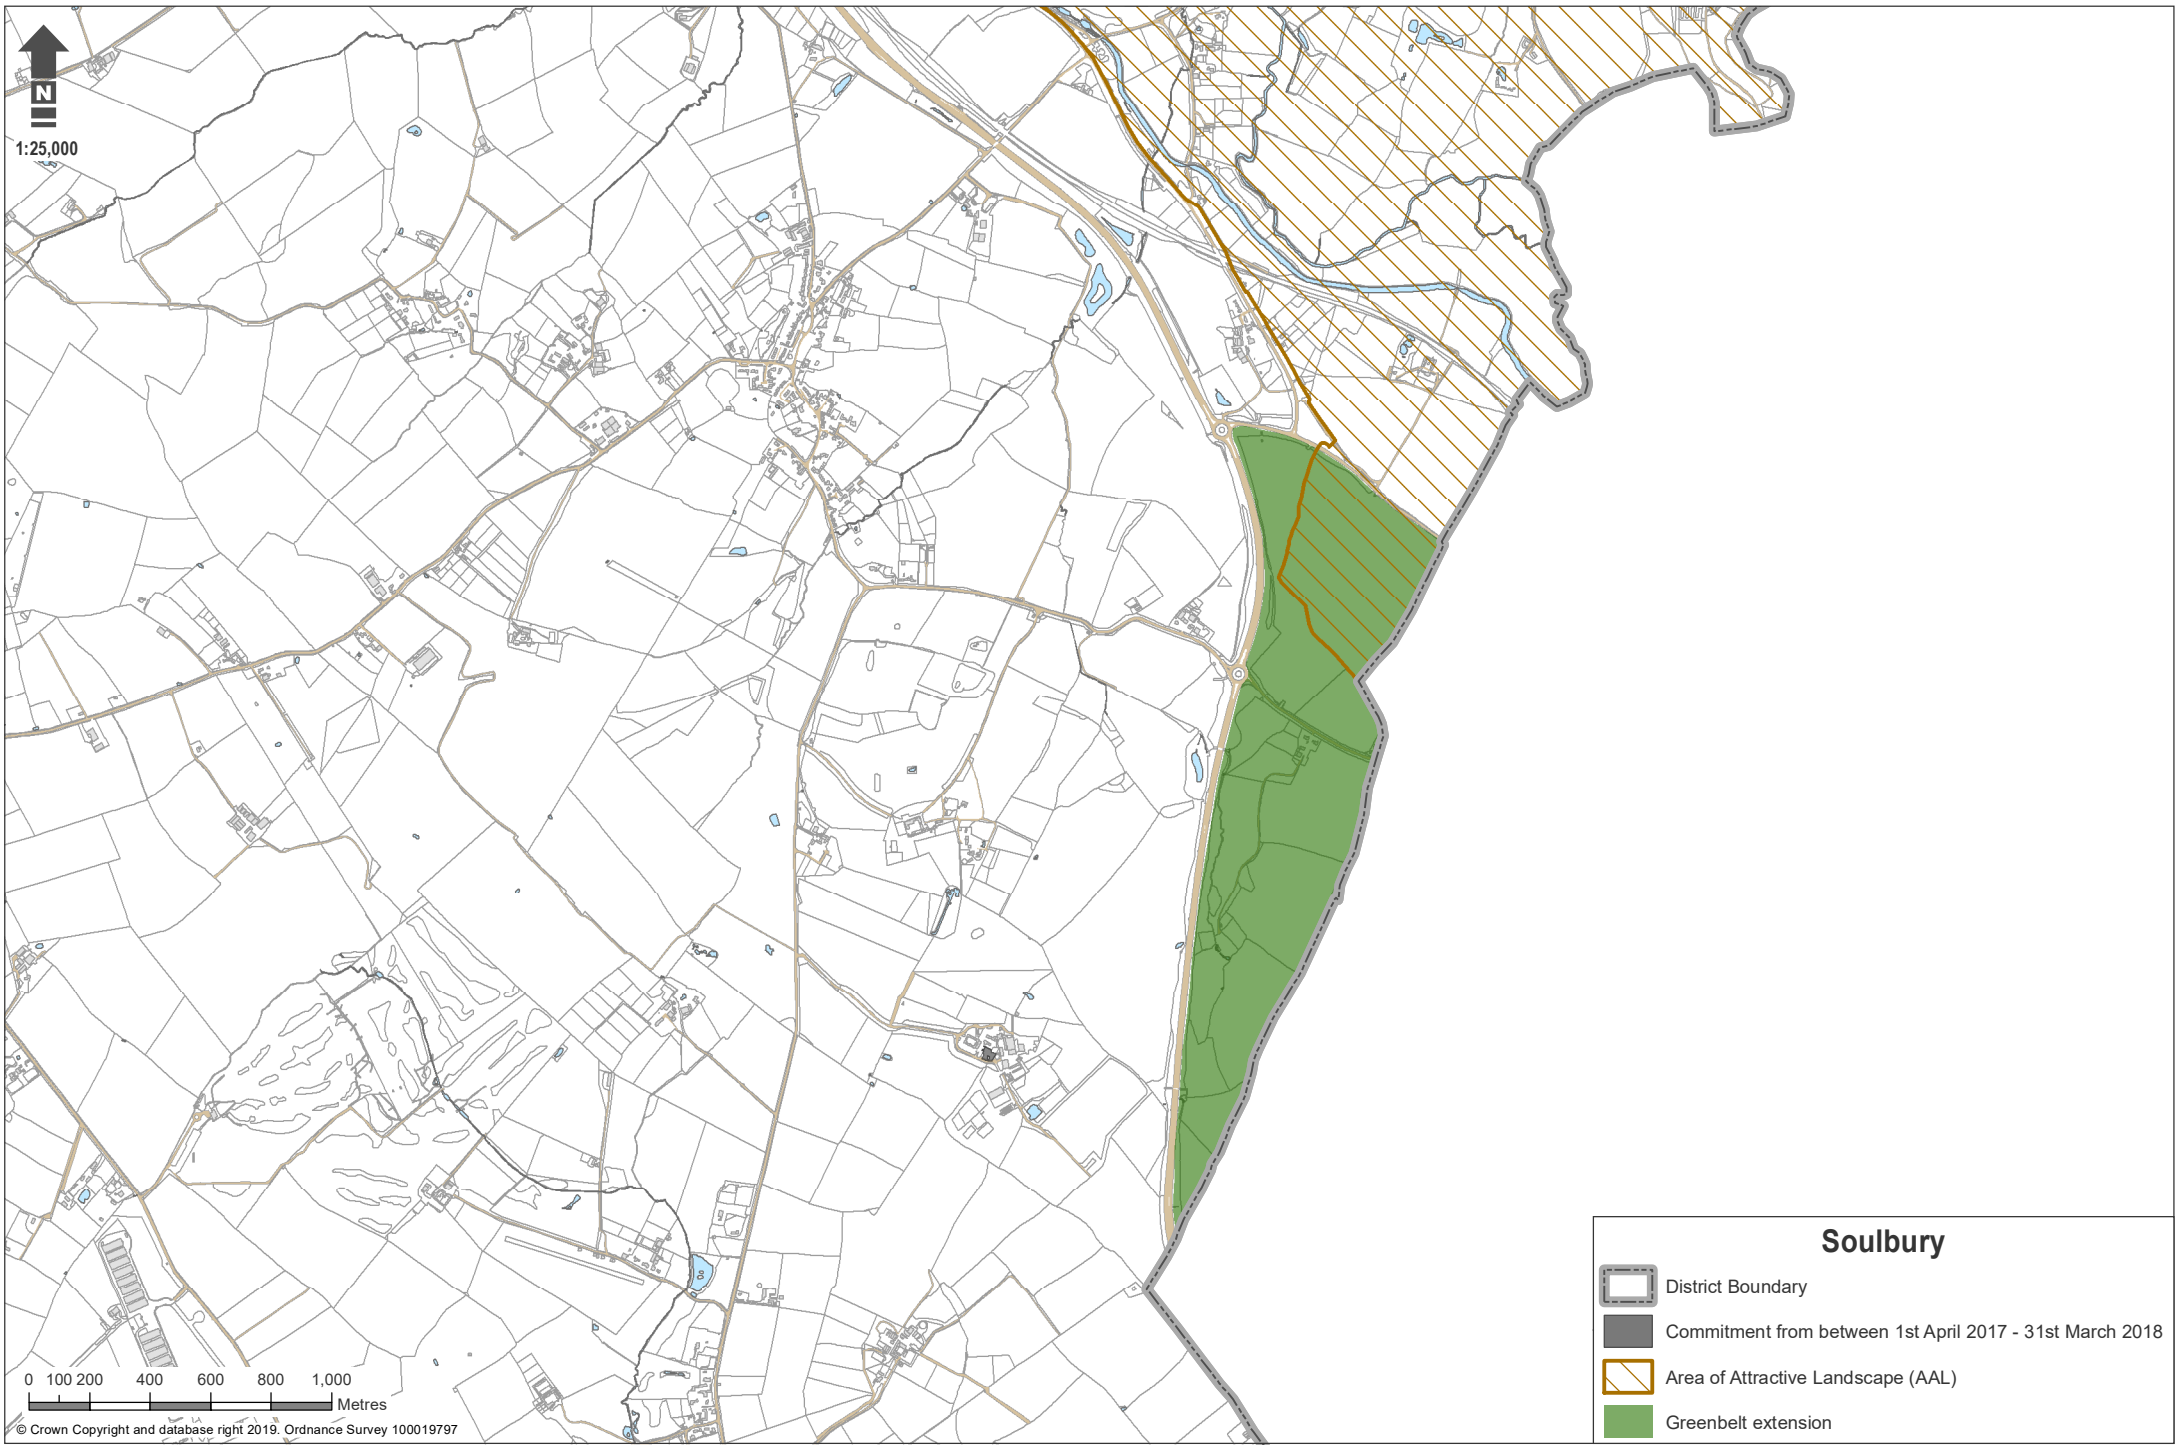 N
1:25,000
Soulbury
District Boundary
Commitment from between 1st April 2017 - 31st March 2018
Area of Attractive Landscape (AAL)
Greenbelt extension
0 100 200 400 600 800 1,000
Metres
© Crown Copyright and database right 2019. Ordnance Survey 100019797